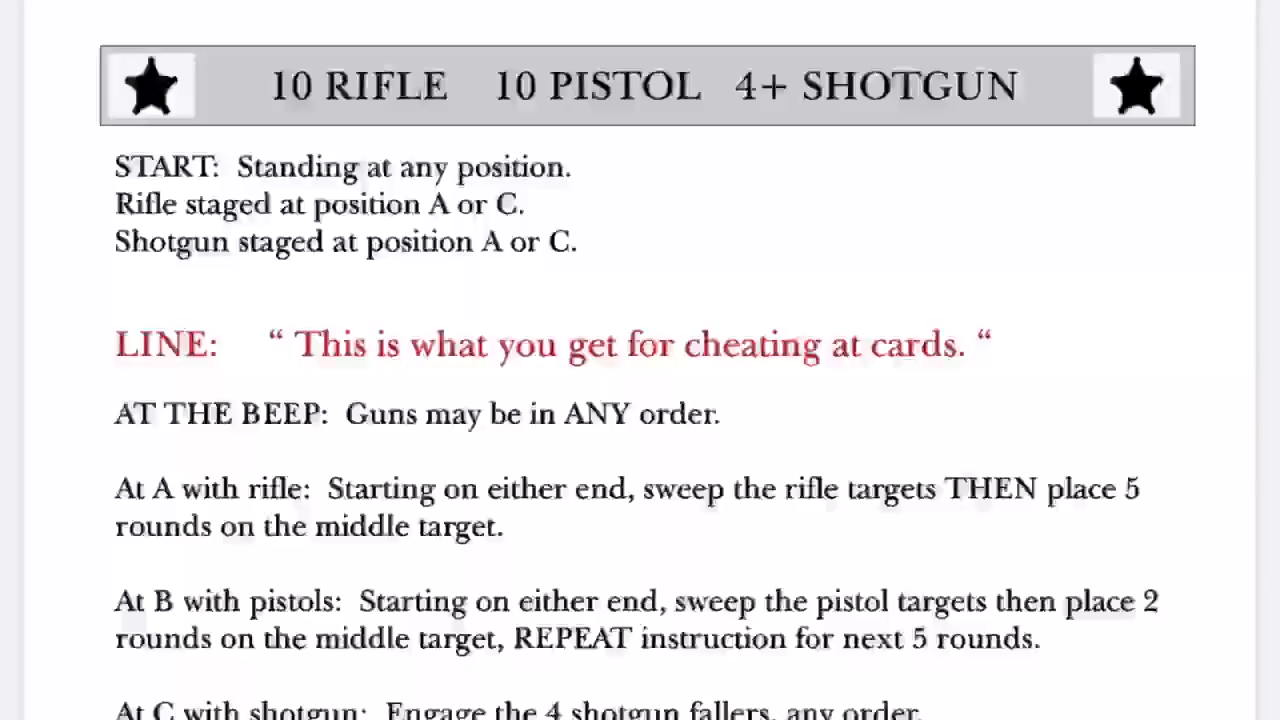 10 RIFLE 10 PISTOL 4+ SHOTGUN
START: Standing at any position.
Rifle staged at position A or C.
Shotgun staged at position A or C.
LINE: “ This is what you get for cheating at cards. “
AT THE BEEP: Guns may be in ANY order.
At A with rifle: Starting on either end, sweep the rifle targets THEN place 5
rounds on the middle target.
At B with pistols: Starting on either end, sweep the pistol targets then place 2
rounds on the middle target, REPEAT instruction for next 5 rounds.
At C with shotgun: Engage the 4 shotgun fallers, any order.